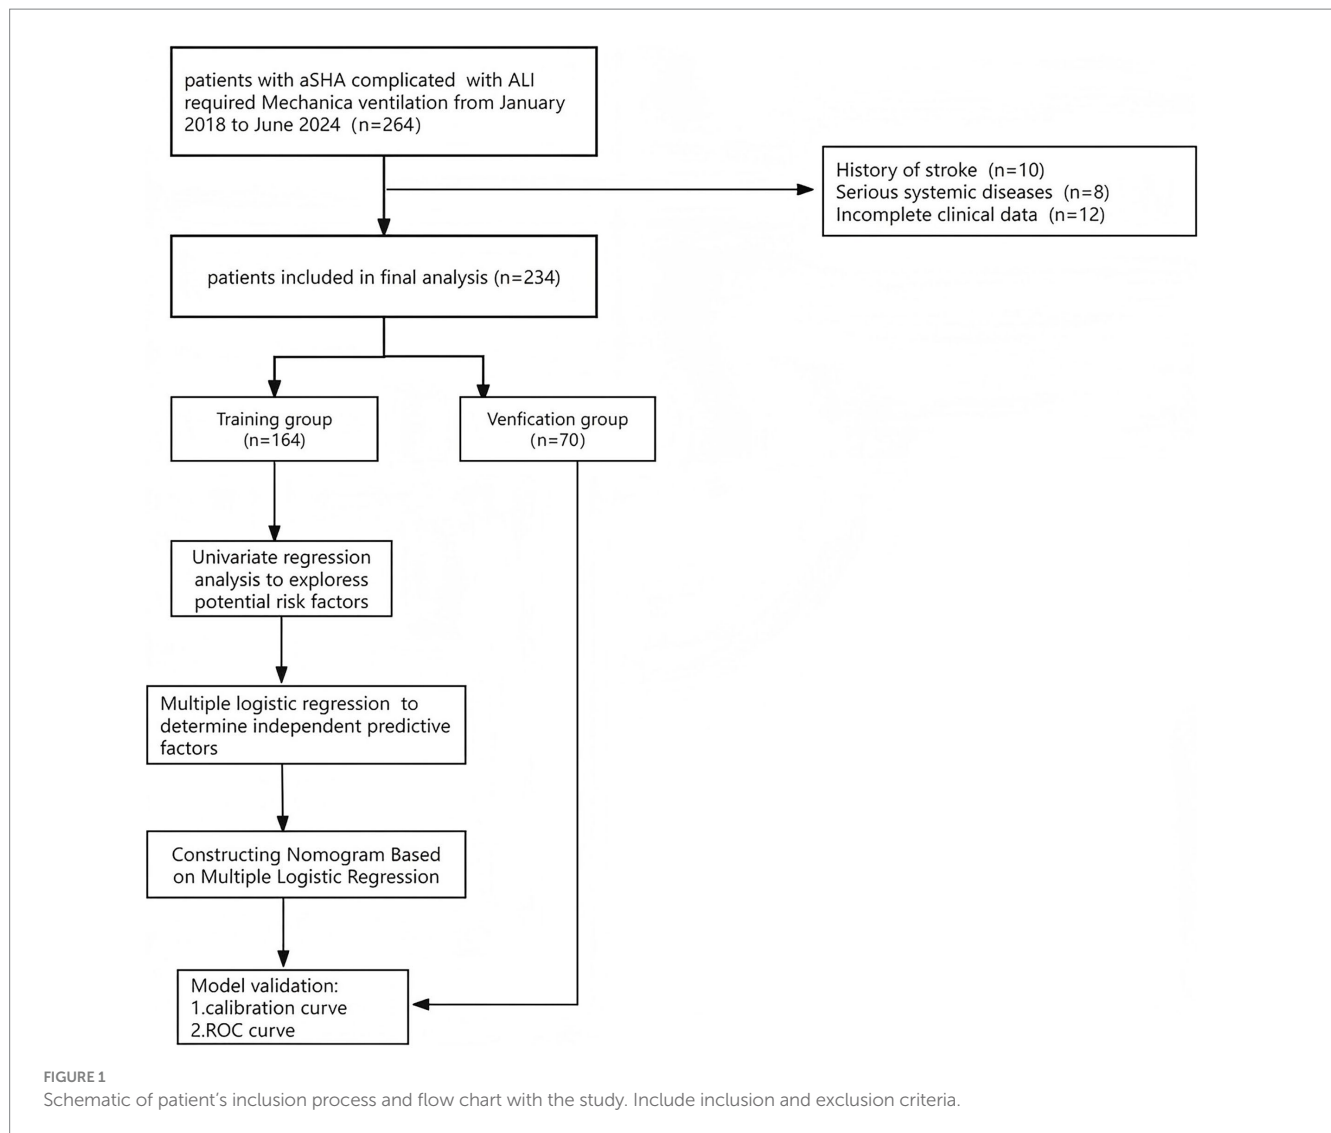 patients with aSHA complicated with ALI
required Mechanica ventilation from January
2018 to June 2024 (n=264)
History of stroke (n=10)
Serious systemic diseases (n=8)
Incomplete clinical data (n=12)
patients included in final analysis (n=234)
Training group
(n=164)
Venfication group
(n=70)
Univariate regression
analysis to exploress
potential risk factors
Multiple logistic regression to
determine independent predictive
factors
Constructing Nomogram Based
on Multiple Logistic Regression
Model validation:
1.calibration curve
2.ROC curve
FIGURE 1
Schematic of patient’s inclusion process and flow chart with the study. Include inclusion and exclusion criteria.